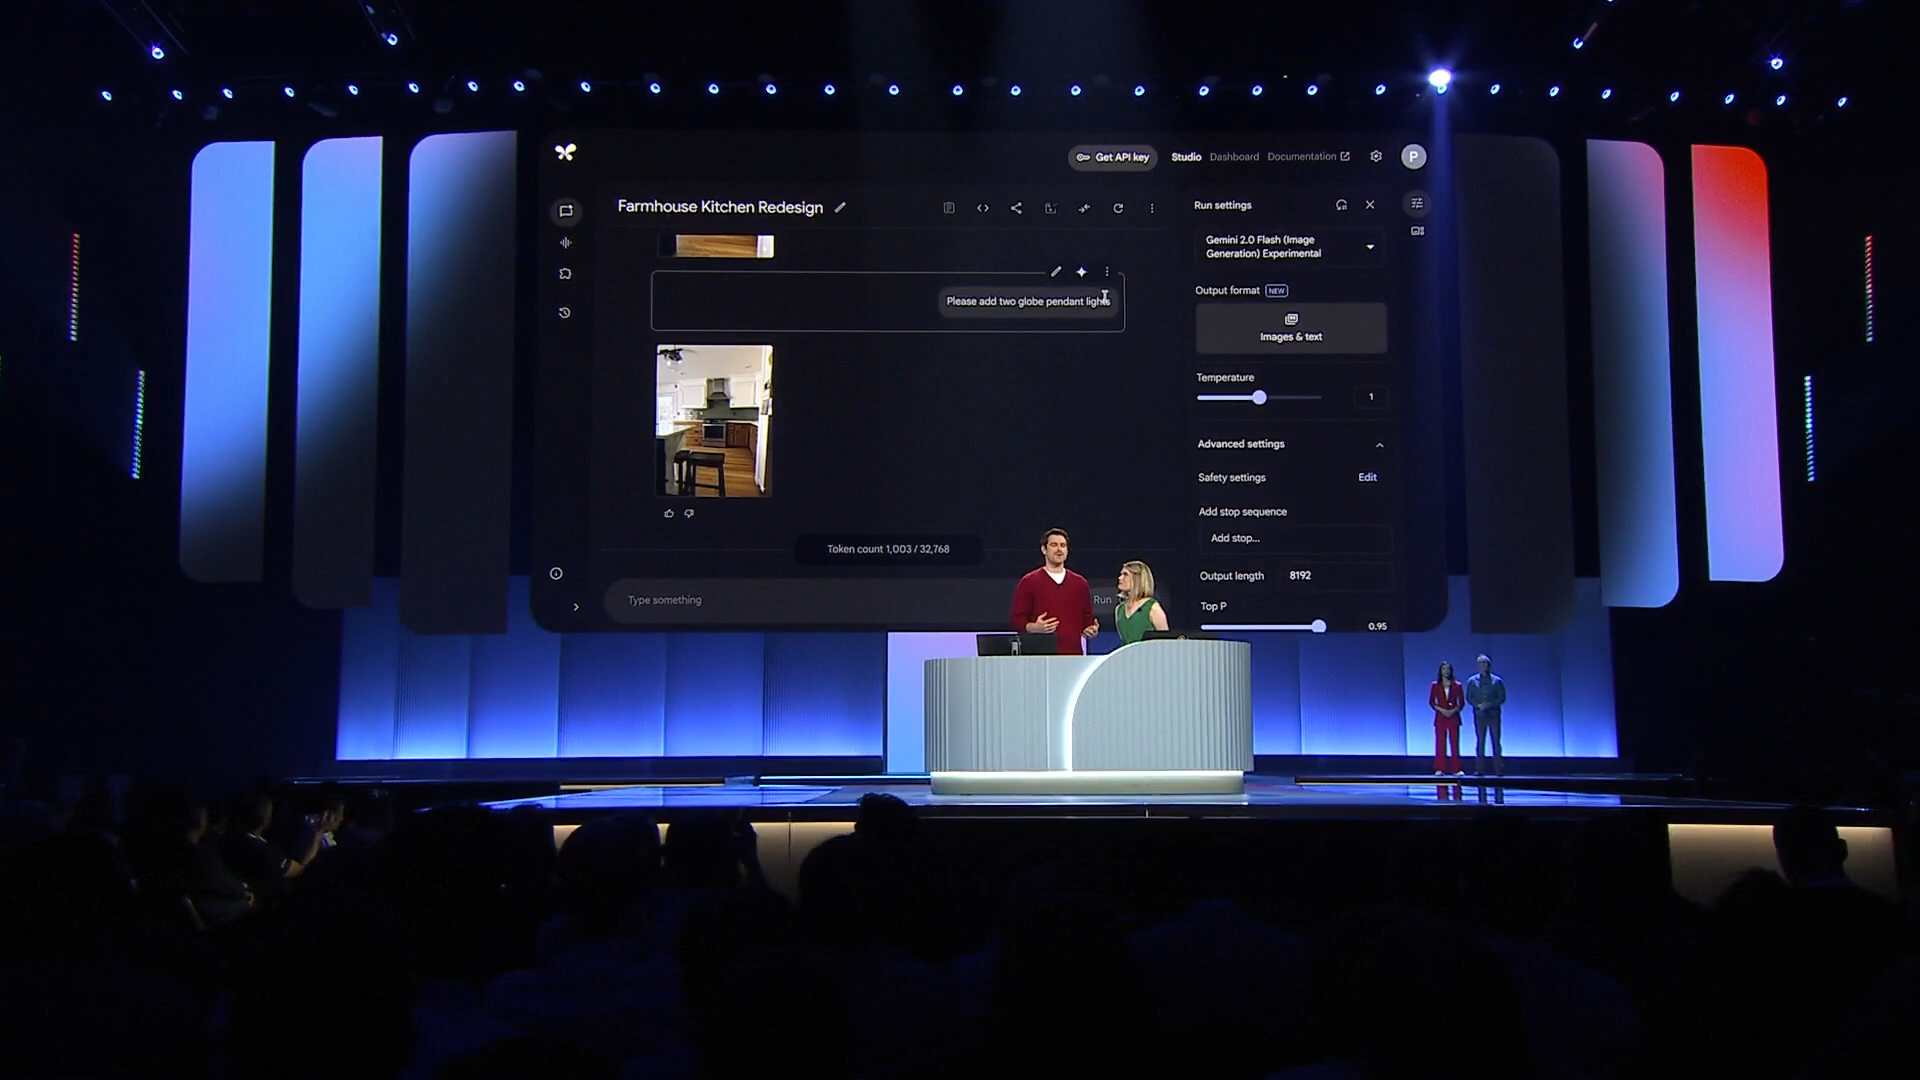 Get API key
Studio
Dashboard
Documentation
P
Farmhouse Kitchen Redesign
Run settings
Gemini 2.0 Flash (Image
Generation) Experimental
Output format NEW
Images & text
Please add two globe pendant lights
Temperature
1
Advanced settings
Safety settings
Edit
Add stop sequence
Add stop...
Token count 1,003 / 32,768
Output length
8192
Type something
Run
Top P
0.95